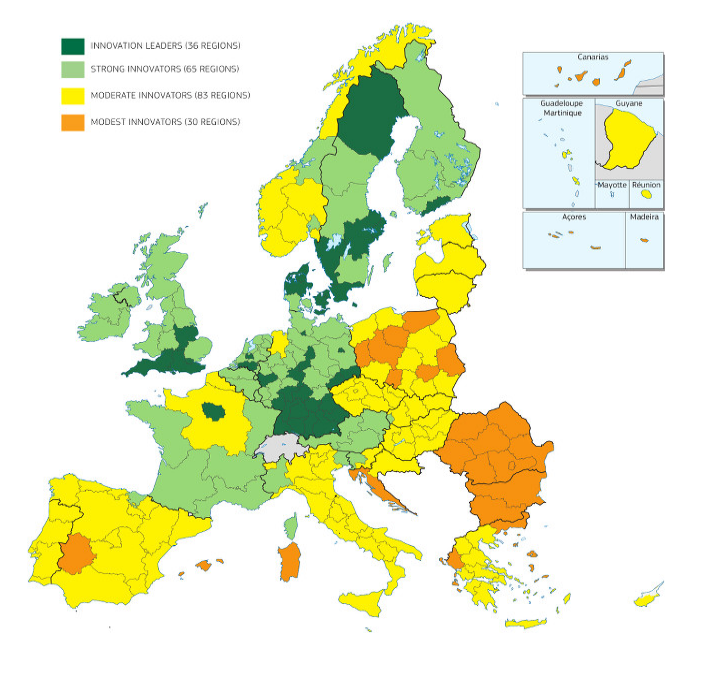 INNOVATION LEADERS (36 REGIONS)
STRONG INNOVATORS (65 REGIONS)
MODERATE INNOVATORS (83 REGIONS)
MODEST INNOVATORS (30 REGIONS)
Canarias
Guadeloupe
Martinique
Guyane
Mayotte
Réunion
Açores
Madeira